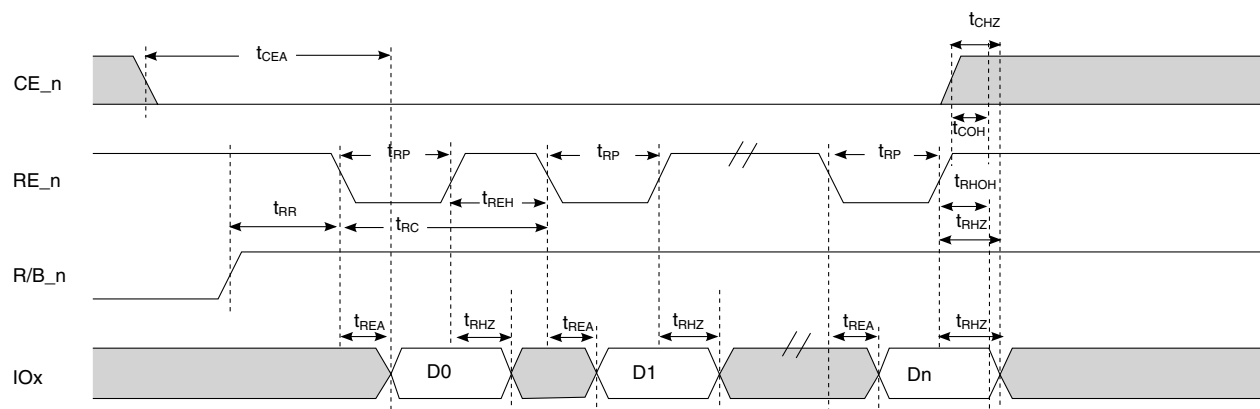 tCHZ
tCEA
CE_n
tCOH
tRP tRP tRP
RE_n
tREH
tRHOH
tRR
tRC
tRHZ
R/B_n
tREA tRHZ tREA tRHZ tREA tRHZ
IOx
D0 D1 Dn